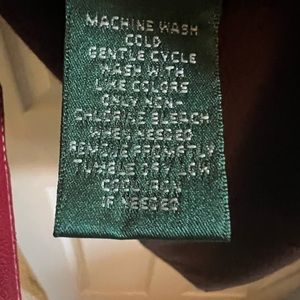 MACHINE WASH
COLD
GENTLE CYCLE
WASH WITH
LIKE COLORS
ONLY NON-
CHLORINE BLEACH
WHEN NEEDED
REMOVE PROMPTLY
TUMBLE DRY LOW
COOL IRON
IF NEEDED